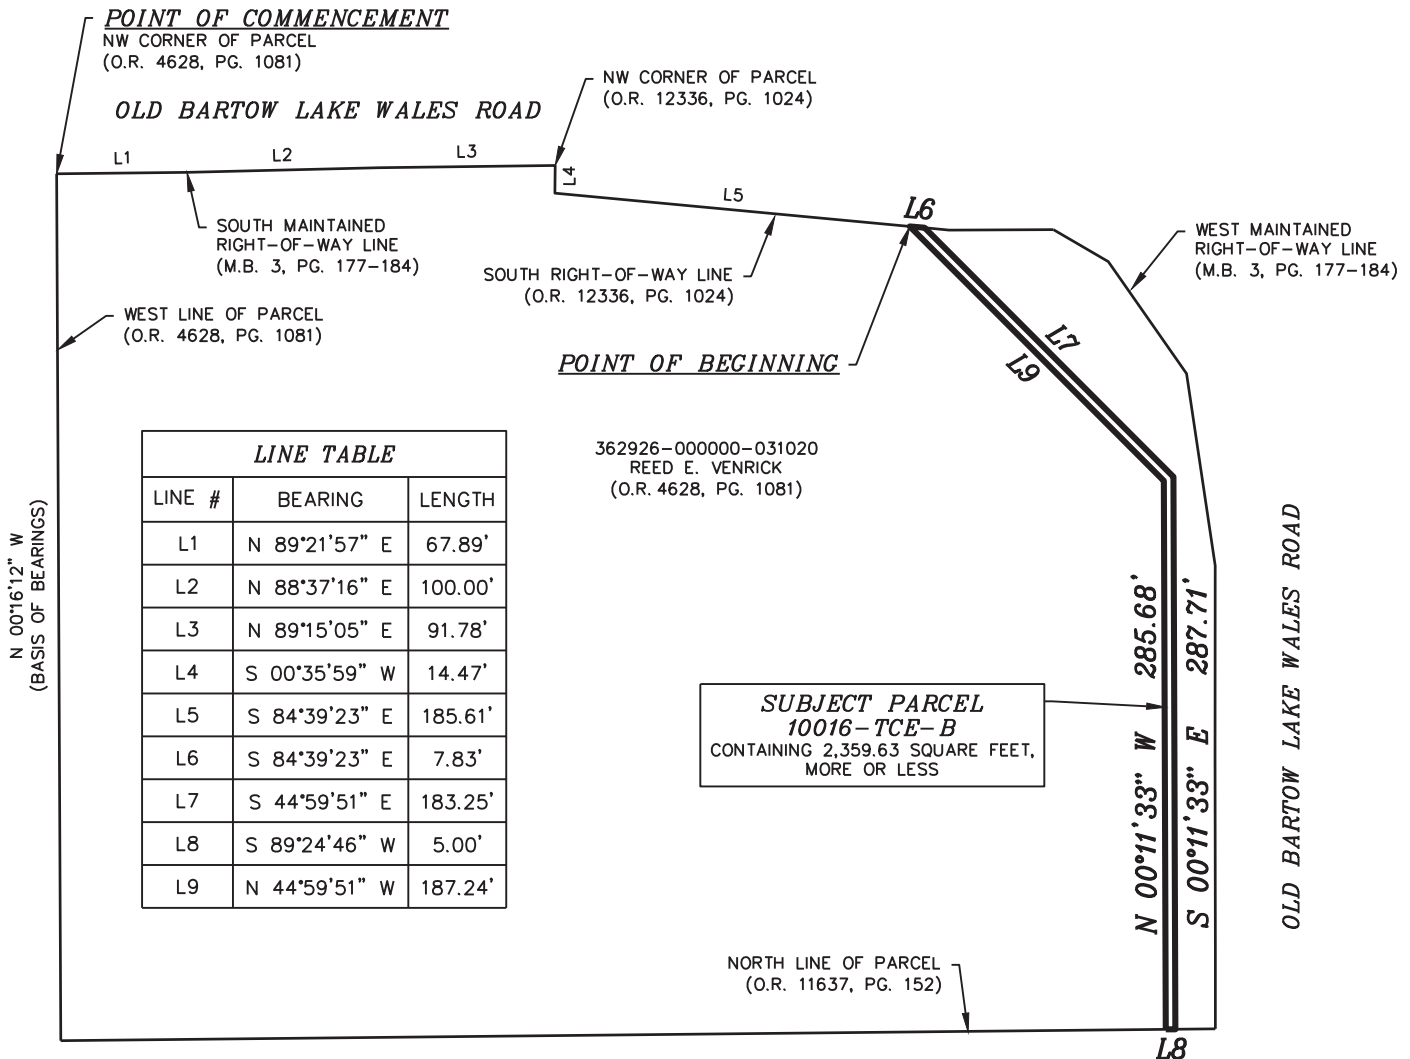 POINT OF COMMENCEMENT
NW CORNER OF PARCEL
(O.R. 4628, PG. 1081)
OLD BARTOW LAKE WALES ROAD
NW CORNER OF PARCEL
(O.R. 12336, PG. 1024)
L1
L2
L3
L4
L5
L6
SOUTH MAINTAINED
RIGHT-OF-WAY LINE
(M.B. 3, PG. 177-184)
SOUTH RIGHT-OF-WAY LINE
(O.R. 12336, PG. 1024)
WEST MAINTAINED
RIGHT-OF-WAY LINE
(M.B. 3, PG. 177-184)
WEST LINE OF PARCEL
(O.R. 4628, PG. 1081)
POINT OF BEGINNING
L7
L9
362926-000000-031020
REED E. VENRICK
(O.R. 4628, PG. 1081)
N 00°16'12" W
(BASIS OF BEARINGS)
LINE TABLE
LINE # BEARING LENGTH
L1 N 89°21'57" E 67.89'
L2 N 88°37'16" E 100.00'
L3 N 89°15'05" E 91.78'
L4 S 00°35'59" W 14.47'
L5 S 84°39'23" E 185.61'
L6 S 84°39'23" E 7.83'
L7 S 44°59'51" E 183.25'
L8 S 89°24'46" W 5.00'
L9 N 44°59'51" W 187.24'
SUBJECT PARCEL
10016-TCE-B
CONTAINING 2,359.63 SQUARE FEET,
MORE OR LESS
N 00°11'33" W 285.68'
S 00°11'33" E 287.71'
OLD BARTOW LAKE WALES ROAD
NORTH LINE OF PARCEL
(O.R. 11637, PG. 152)
L8